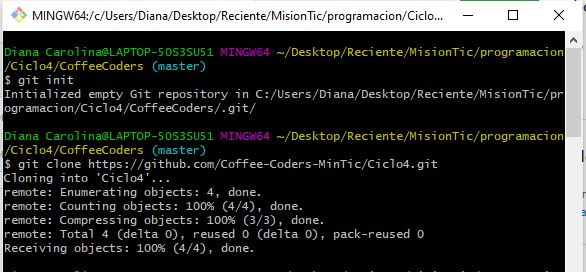 MINGW64:/c/Users/Diana/Desktop/Reciente/MisionTic/programacion/Ciclo...
Diana Carolina@LAPTOP-5OS3SU51 MINGW64 ~/Desktop/Reciente/MisionTic/programacion
/Ciclo4/CoffeeCoders (master)
$ git init
Initialized empty Git repository in C:/Users/Diana/Desktop/Reciente/MisionTic/pr
ogramacion/Ciclo4/CoffeeCoders/.git/
Diana Carolina@LAPTOP-5OS3SU51 MINGW64 ~/Desktop/Reciente/MisionTic/programacion
/Ciclo4/CoffeeCoders (master)
$ git clone https://github.com/Coffee-Coders-MinTic/Ciclo4.git
Cloning into 'Ciclo4'...
remote: Enumerating objects: 4, done.
remote: Counting objects: 100% (4/4), done.
remote: Compressing objects: 100% (3/3), done.
remote: Total 4 (delta 0), reused 0 (delta 0), pack-reused 0
Receiving objects: 100% (4/4), done.